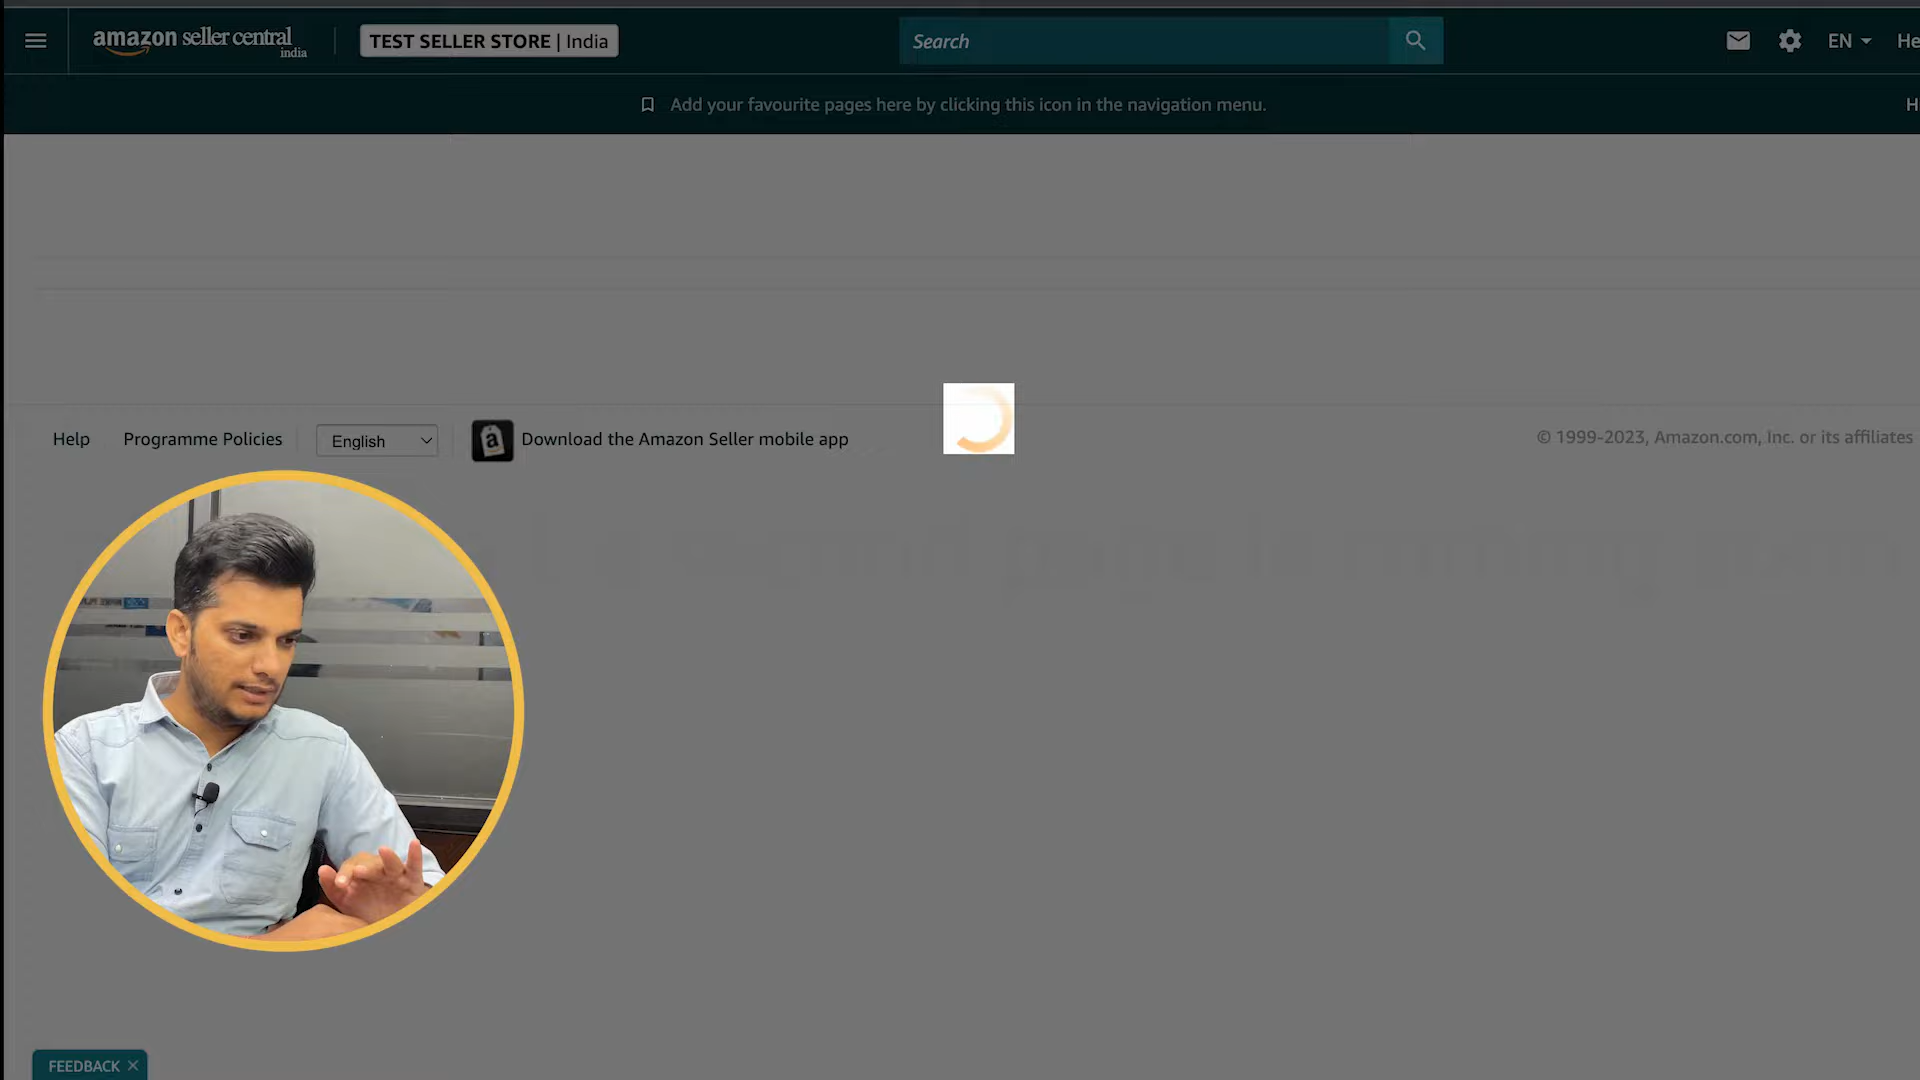 amazon seller central
india
TEST SELLER STORE | India
Search
EN
He
Add your favourite pages here by clicking this icon in the navigation menu.
H
Help
Programme Policies
English
Download the Amazon Seller mobile app
© 1999-2023, Amazon.com, Inc. or its affiliates
FEEDBACK